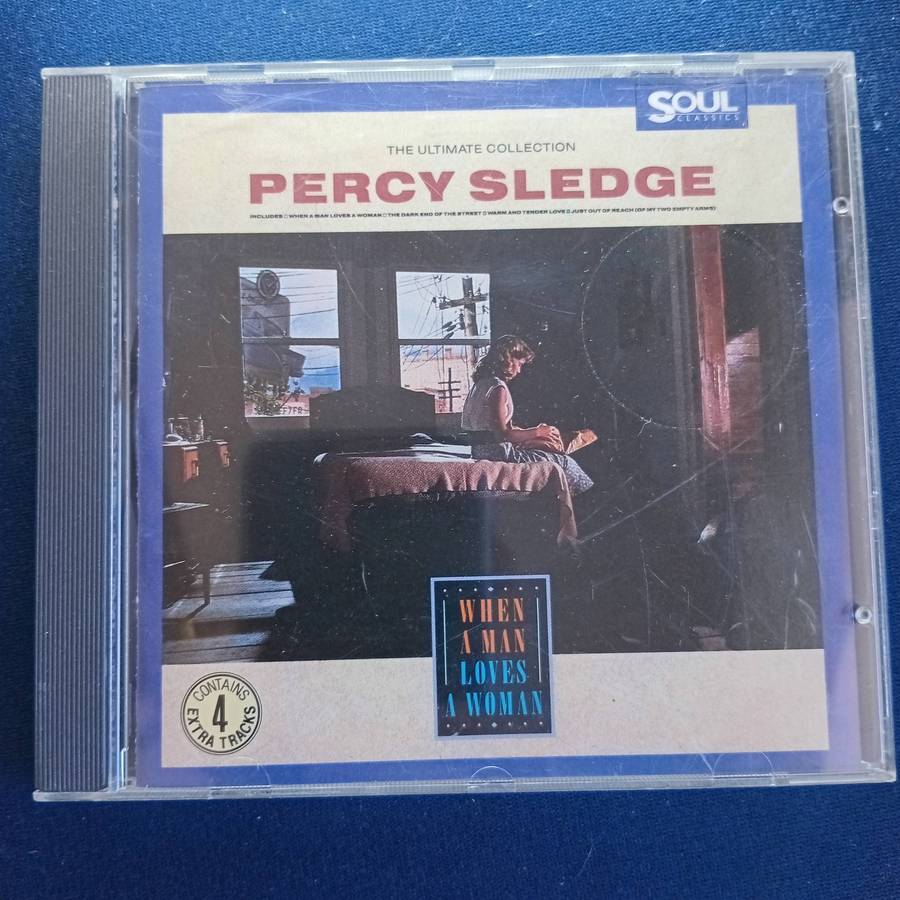 SOUL
CLASSICS
THE ULTIMATE COLLECTION
PERCY SLEDGE
INCLUDES □ WHEN A MAN LOVES A WOMAN □ THE DARK END OF THE STREET □ WARM AND TENDER LOVE □ JUST OUT OF REACH (OF MY TWO EMPTY ARMS)
WHEN
A MAN
LOVES
A WOMAN
CONTAINS
4
EXTRA TRACKS